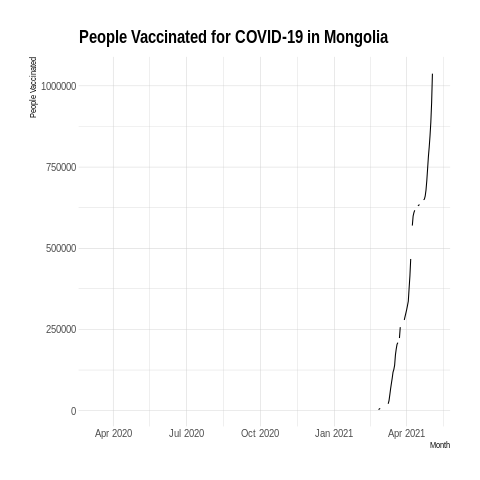 People Vaccinated for COVID-19 in Mongolia
People Vaccinated
1000000
750000
500000
250000
0
Apr 2020
Jul 2020
Oct 2020
Jan 2021
Apr 2021
Month